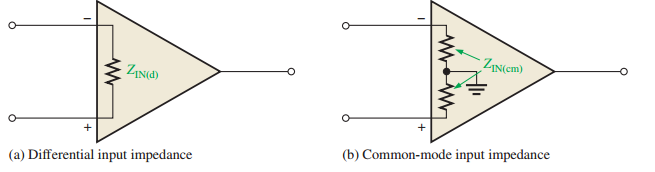 −
Z_IN(d)
+
(a) Differential input impedance
−
Z_IN(cm)
+
(b) Common-mode input impedance